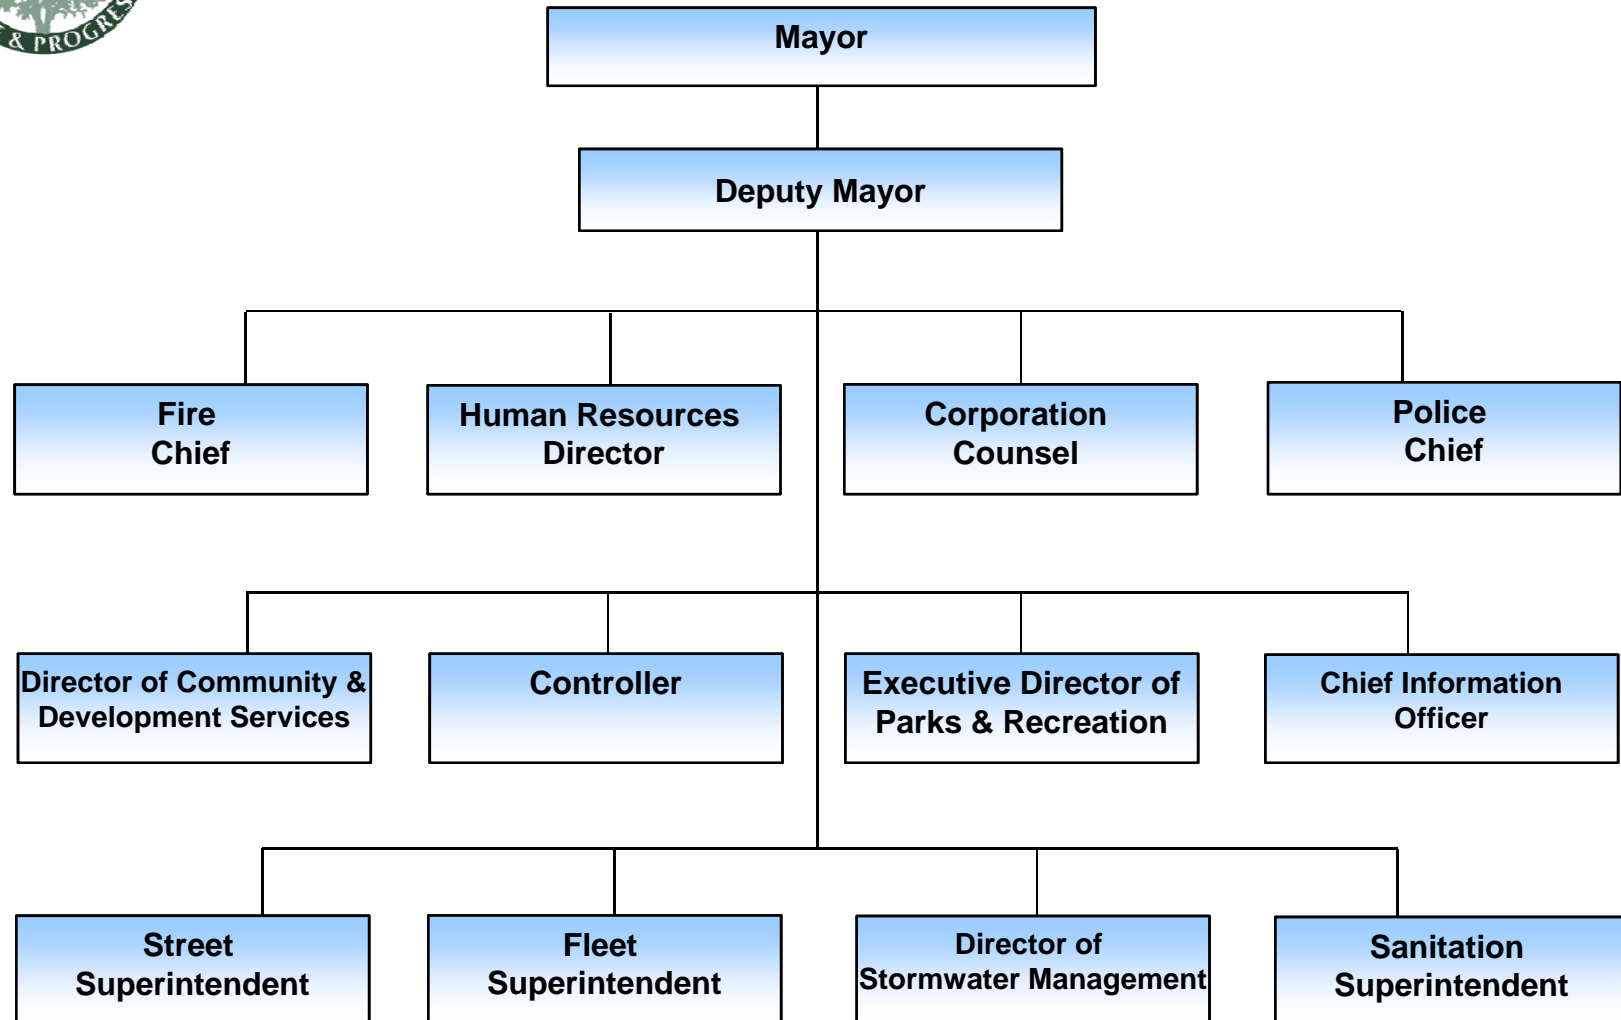 & PROGRES
Mayor
Deputy Mayor
Fire
Chief
Human Resources
Director
Corporation
Counsel
Police
Chief
Director of Community &
Development Services
Controller
Executive Director of
Parks & Recreation
Chief Information
Officer
Street
Superintendent
Fleet
Superintendent
Director of
Stormwater Management
Sanitation
Superintendent